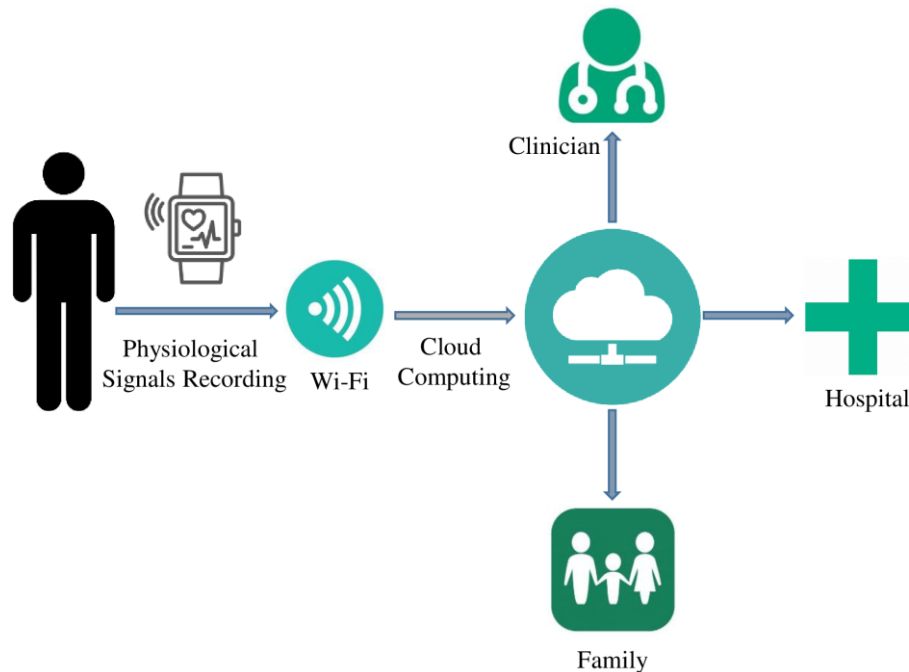 Clinician
Physiological
Signals Recording
Wi-Fi
Cloud
Computing
Hospital
Family